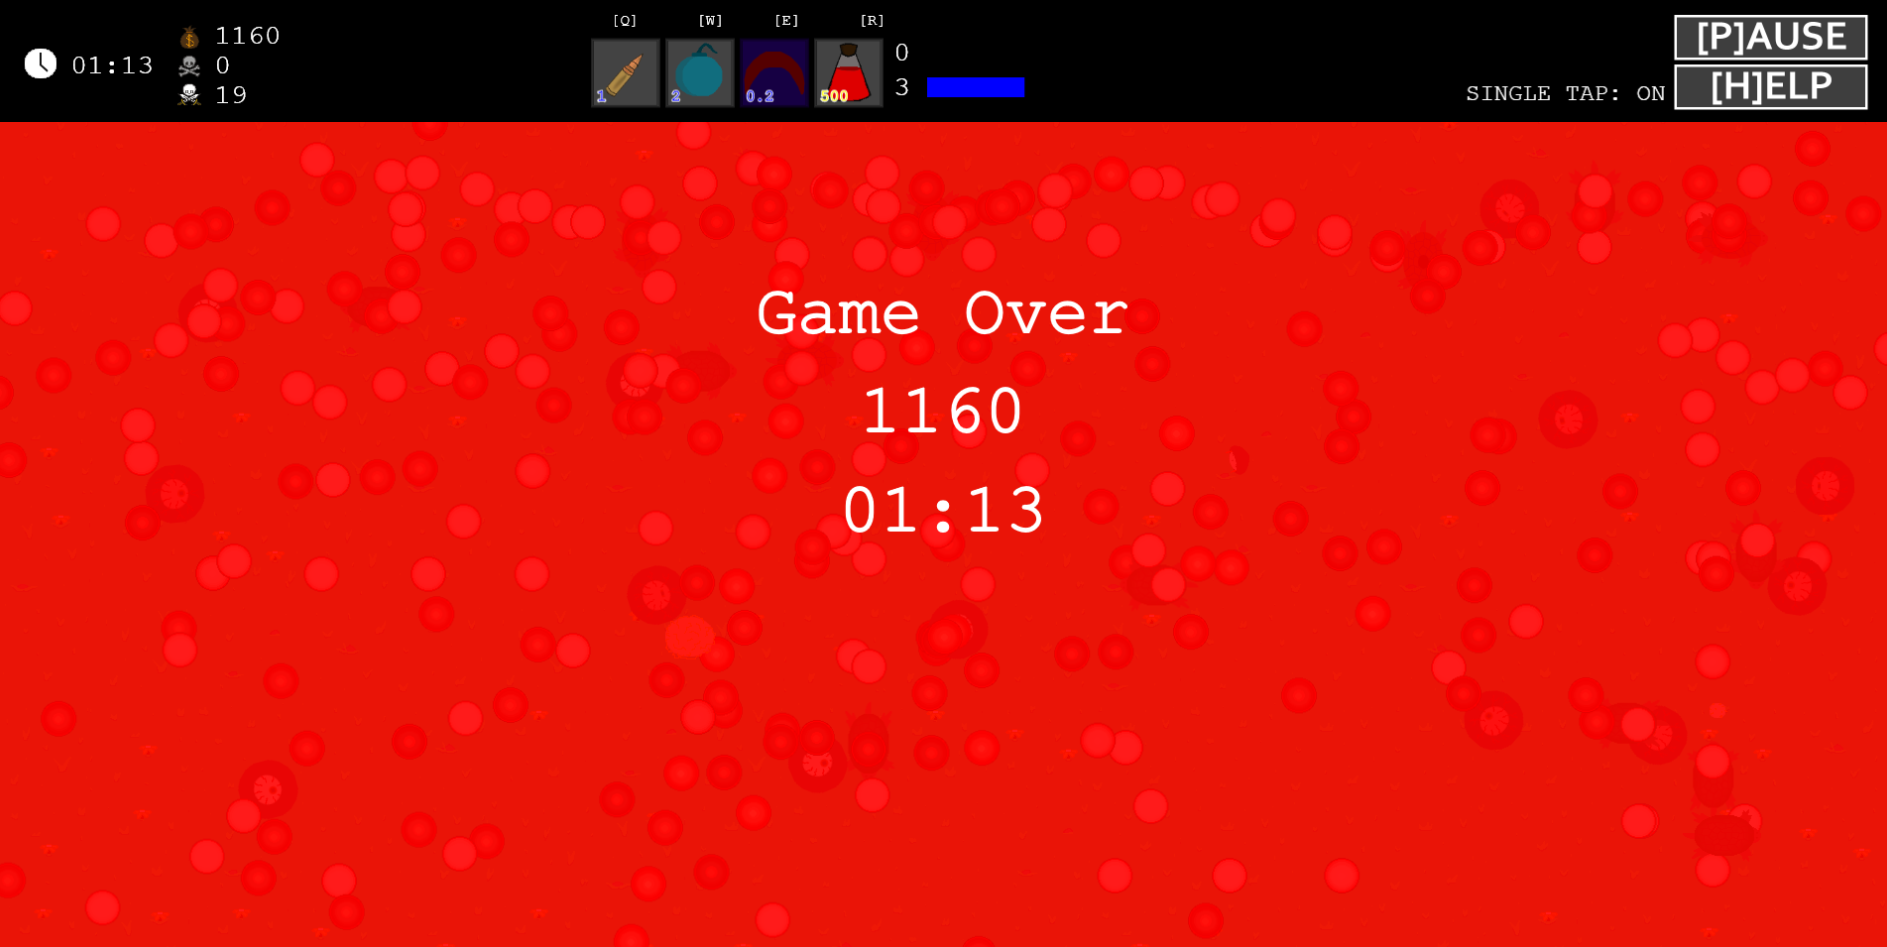 [Q] [W] [E] [R]
01:13
1160
0
19
1 2 0.2 500
0
3
SINGLE TAP: ON
[P]AUSE
[H]ELP
Game Over
1160
01:13